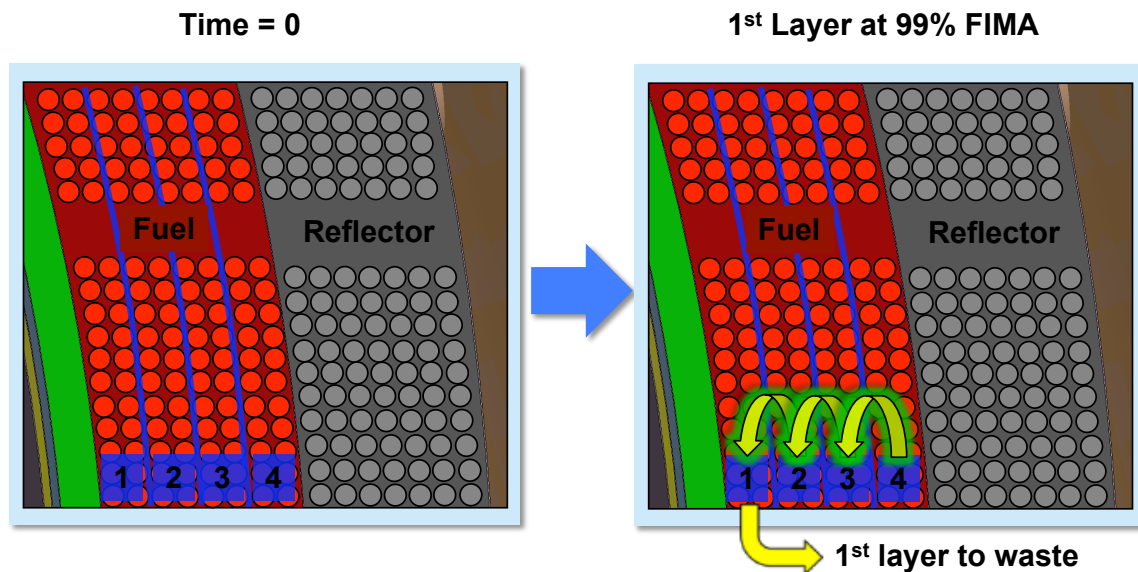 Time = 0
1st Layer at 99% FIMA
Fuel
Reflector
1 2 3 4
Fuel
Reflector
1 2 3 4
1st layer to waste